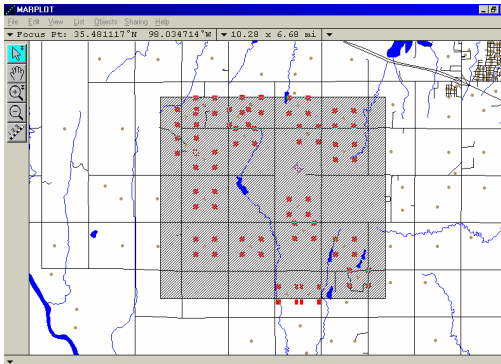 MARPLOT
File Edit View List Objects Sharing Help
Focus Pt: 35.481117°N 98.034714°W 10.28 x 6.68 mi